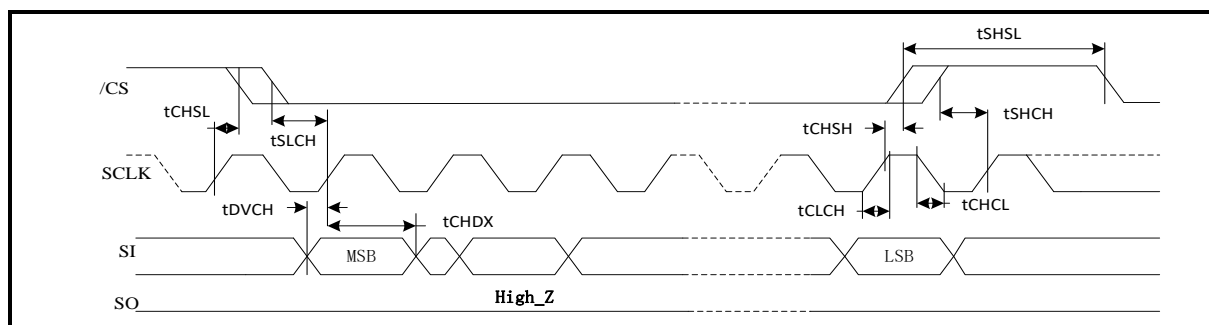 tSHSL
/CS
tCHSL
tSLCH
tCHSH
tSHCH
SCLK
tDVCH
tCHDX
tCLCH
tCHCL
SI
MSB
LSB
SO
High_Z